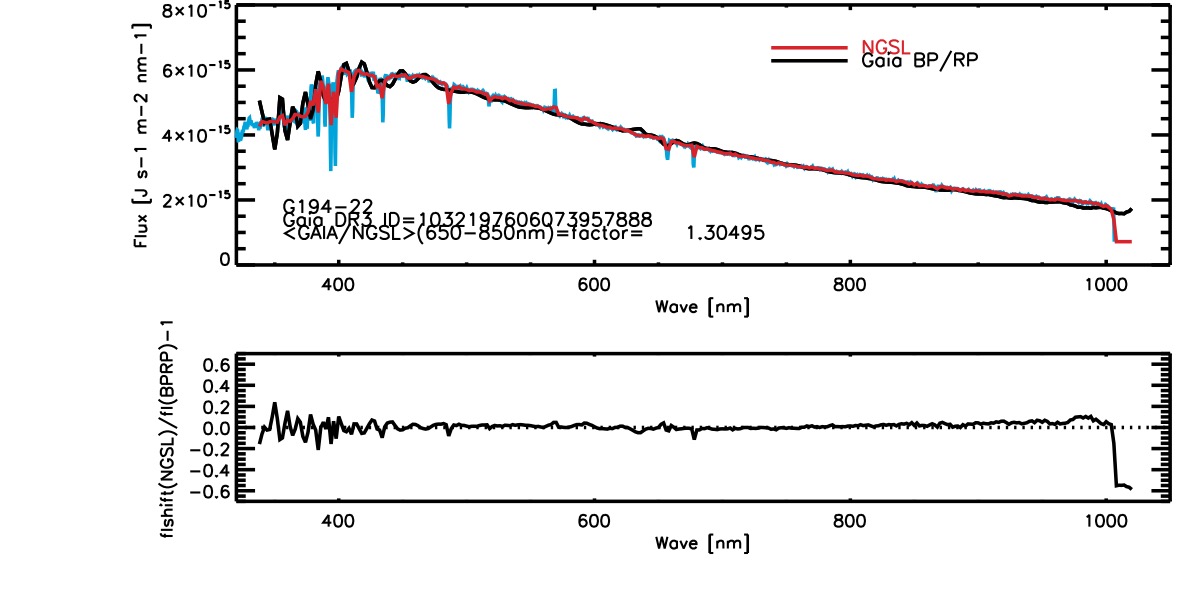 8×10⁻¹⁵
6×10⁻¹⁵
4×10⁻¹⁵
2×10⁻¹⁵
0
Flux [J s-1 m-2 nm-1]
NGSL
Gaia BP/RP
G194-22
Gaia DR3 ID=1032197606073957888
<GAIA/NGSL>(650-850nm)=factor= 1.30495
400 600 800 1000
Wave [nm]
flshift(NGSL)/fl(BPRP)-1
0.6
0.4
0.2
0.0
-0.2
-0.4
-0.6
400 600 800 1000
Wave [nm]